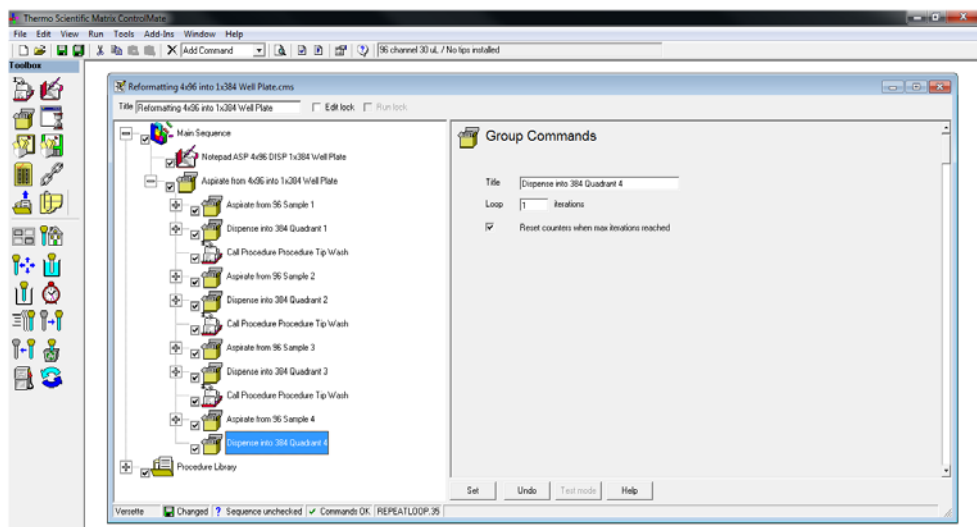 Thermo Scientific Matrix ControlMate
File Edit View Run Tools Add-Ins Window Help
Add Command 96 channel 30 uL / No tips installed
Toolbox
Reformatting 4x96 into 1x384 Well Plate.cms
Title Reformatting 4x96 into 1x384 Well Plate Edit lock Run lock
Main Sequence
Notepad ASP 4x96 DISP 1x384 Well Plate
Aspirate from 4x96 into 1x384 Well Plate
Aspirate from 96 Sample 1
Dispense into 384 Quadrant 1
Call Procedure Procedure Tip Wash
Aspirate from 96 Sample 2
Dispense into 384 Quadrant 2
Call Procedure Procedure Tip Wash
Aspirate from 96 Sample 3
Dispense into 384 Quadrant 3
Call Procedure Procedure Tip Wash
Aspirate from 96 Sample 4
Dispense into 384 Quadrant 4
Procedure Library
Group Commands
Title Dispense into 384 Quadrant 4
Loop 1 iterations
Reset counters when max iterations reached
Set Undo Test mode Help
Versette Changed ? Sequence unchecked Commands OK REPEATLOOP.35